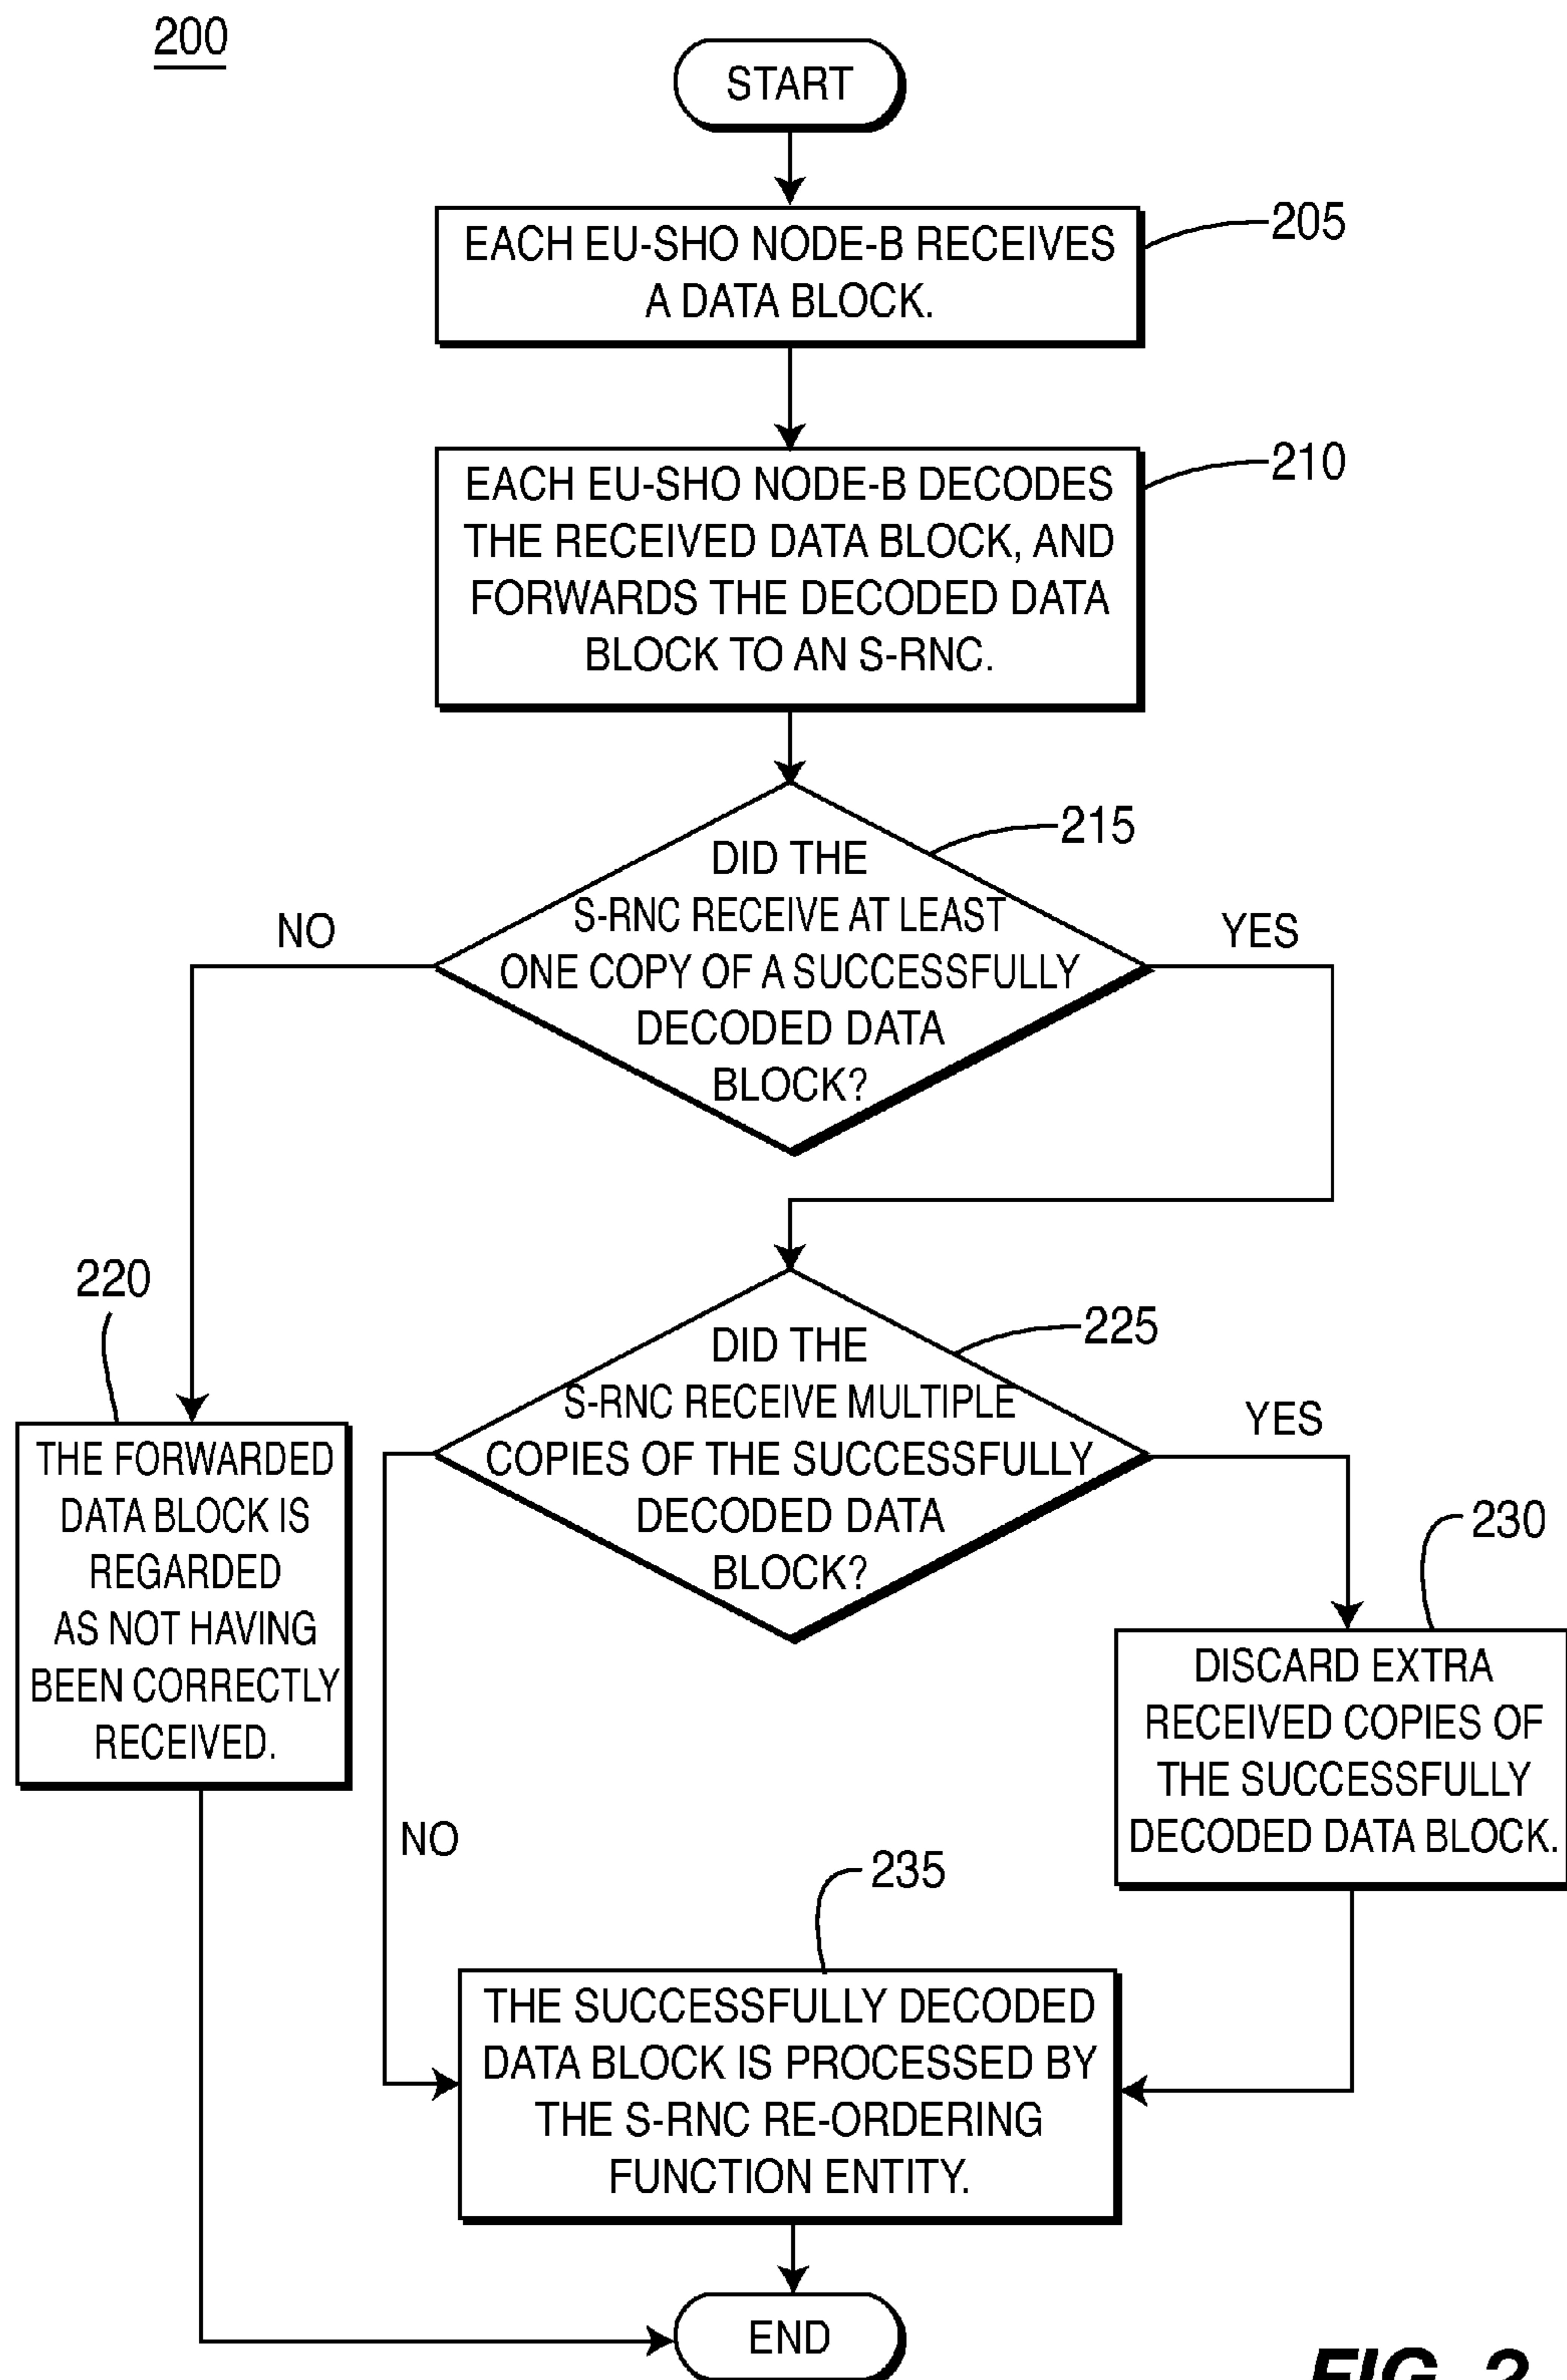 200
START
EACH EU-SHO NODE-B RECEIVES
A DATA BLOCK.
205
EACH EU-SHO NODE-B DECODES
THE RECEIVED DATA BLOCK, AND
FORWARDS THE DECODED DATA
BLOCK TO AN S-RNC.
210
DID THE
S-RNC RECEIVE AT LEAST
ONE COPY OF A SUCCESSFULLY
DECODED DATA
BLOCK?
215
NO
YES
220
THE FORWARDED
DATA BLOCK IS
REGARDED
AS NOT HAVING
BEEN CORRECTLY
RECEIVED.
DID THE
S-RNC RECEIVE MULTIPLE
COPIES OF THE SUCCESSFULLY
DECODED DATA
BLOCK?
225
YES
NO
230
DISCARD EXTRA
RECEIVED COPIES OF
THE SUCCESSFULLY
DECODED DATA BLOCK.
235
THE SUCCESSFULLY DECODED
DATA BLOCK IS PROCESSED BY
THE S-RNC RE-ORDERING
FUNCTION ENTITY.
END
FIG. 2